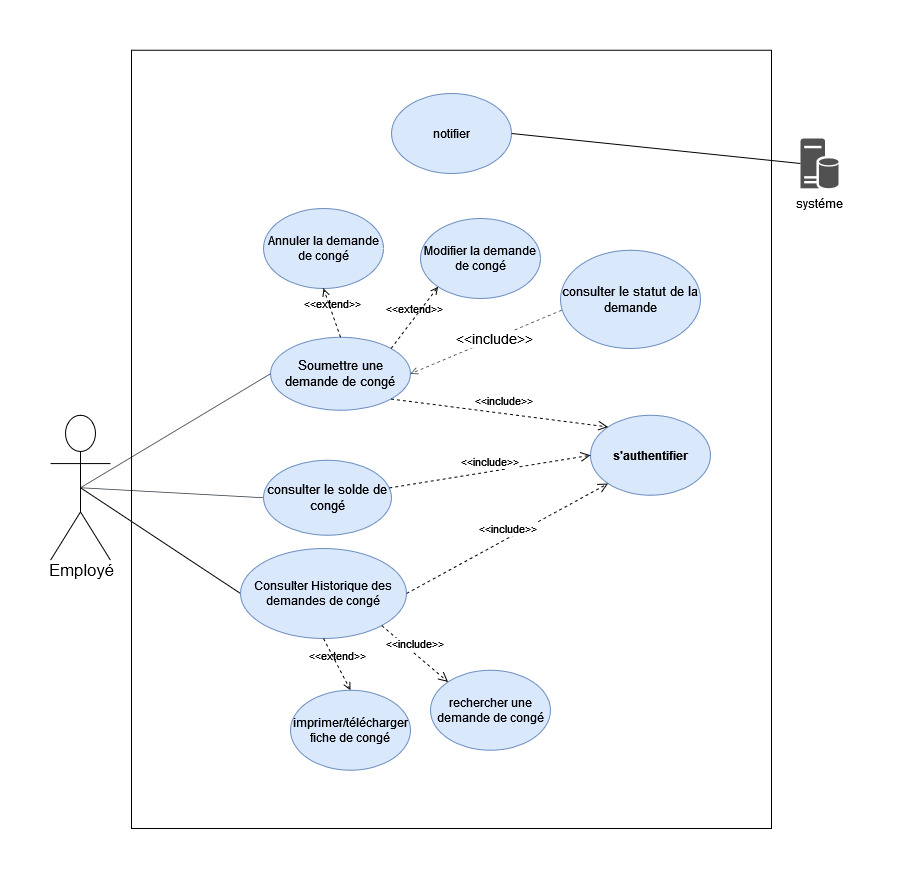 notifier
systéme
Annuler la demande
de congé
Modifier la demande
de congé
consulter le statut de la
demande
<<extend>>
<<extend>>
<<include>>
Soumettre une
demande de congé
<<include>>
s'authentifier
<<include>>
consulter le solde de
congé
<<include>>
Employé
Consulter Historique des
demandes de congé
<<include>>
<<extend>>
rechercher une
demande de congé
imprimer/télécharger
fiche de congé